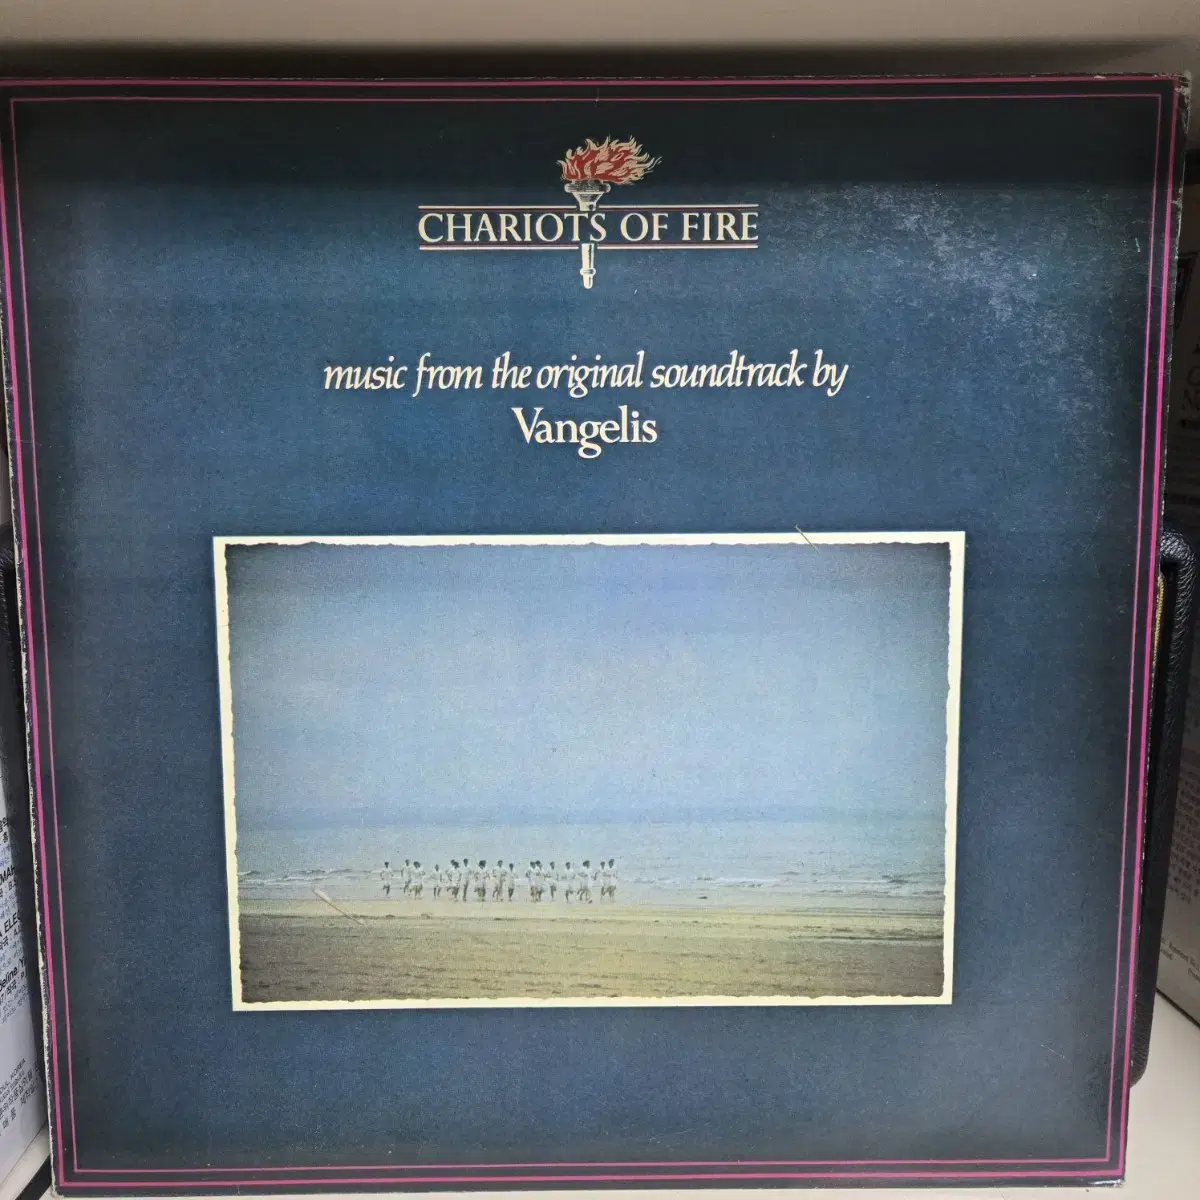 CHARIOTS OF FIRE
music from the original soundtrack by
Vangelis